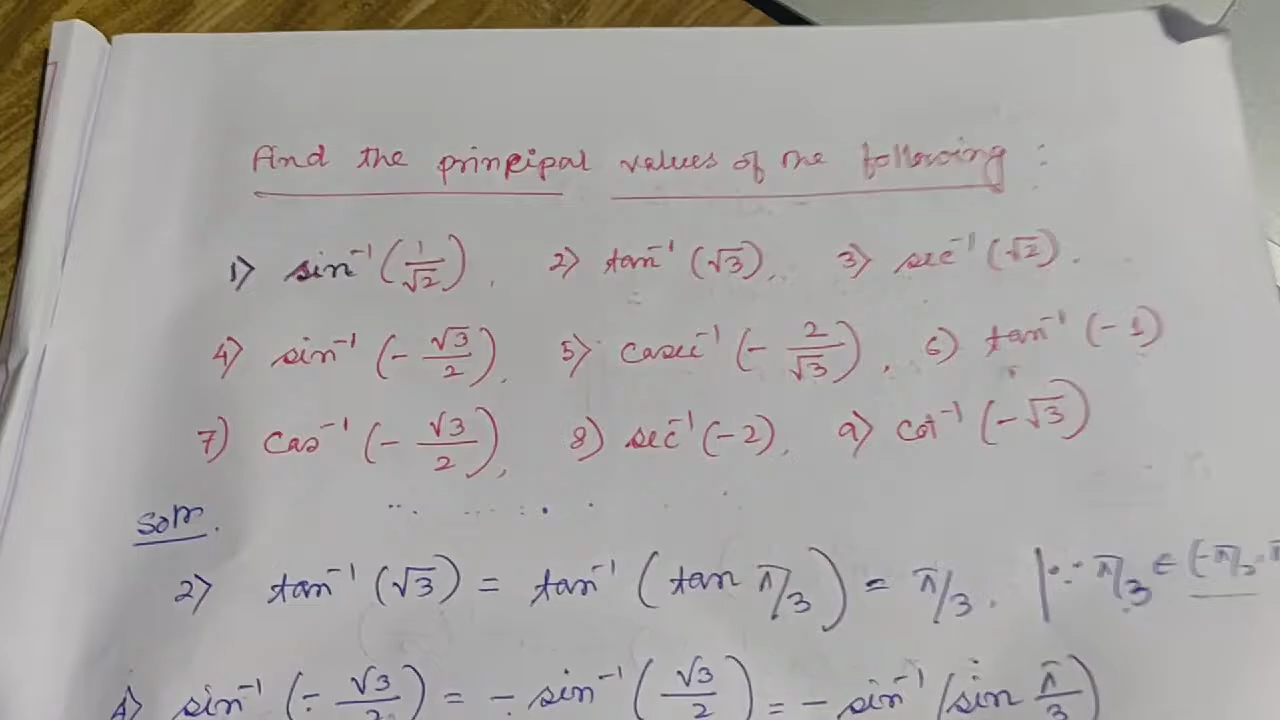 Find the principal values of the following :
1) sin⁻¹(1/√2), 2) tan⁻¹(√3), 3) sec⁻¹(√2).
4) sin⁻¹(-√3/2), 5) cosec⁻¹(-2/√3), 6) tan⁻¹(-1)
7) cos⁻¹(-√3/2), 8) sec⁻¹(-2), 9) cot⁻¹(-√3)
Soln.
2) tan⁻¹(√3) = tan⁻¹(tan π/3) = π/3. | ∵ π/3 ∈ (-π/2,
4) sin⁻¹(-√3/2) = - sin⁻¹(√3/2) = - sin⁻¹(sin π/3)